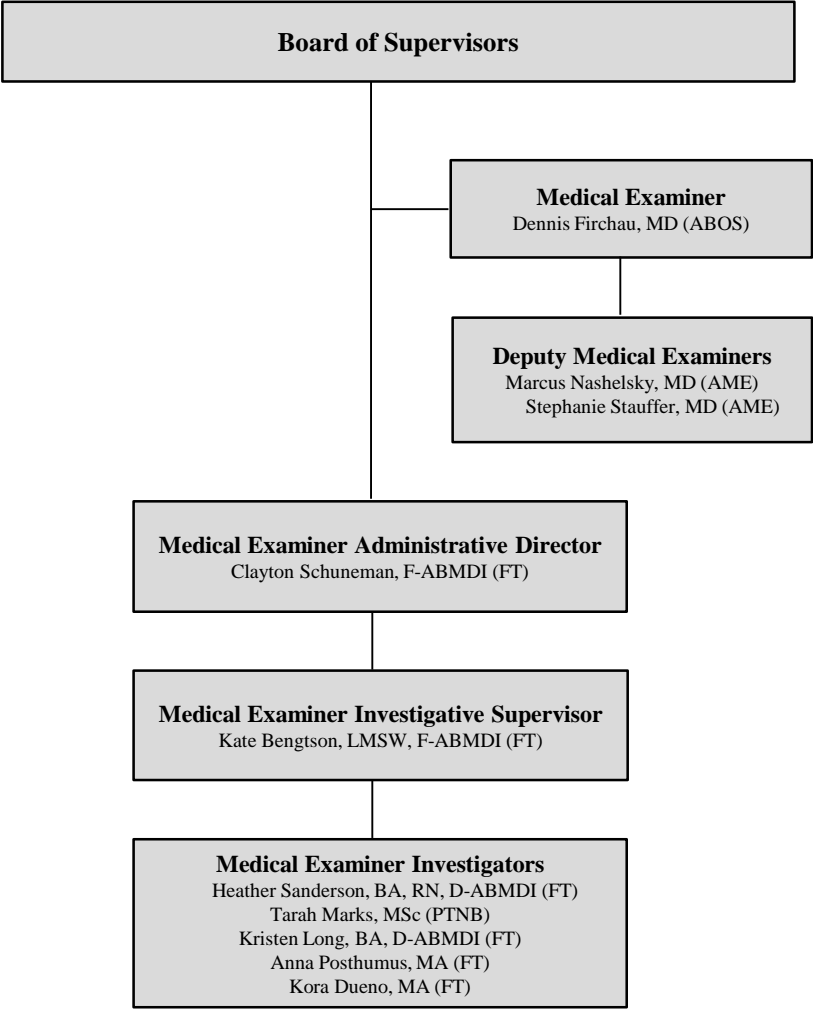 Board of Supervisors
Medical Examiner
Dennis Firchau, MD (ABOS)
Deputy Medical Examiners
Marcus Nashelsky, MD (AME)
Stephanie Stauffer, MD (AME)
Medical Examiner Administrative Director
Clayton Schuneman, F-ABMDI (FT)
Medical Examiner Investigative Supervisor
Kate Bengtson, LMSW, F-ABMDI (FT)
Medical Examiner Investigators
Heather Sanderson, BA, RN, D-ABMDI (FT)
Tarah Marks, MSc (PTNB)
Kristen Long, BA, D-ABMDI (FT)
Anna Posthumus, MA (FT)
Kora Dueno, MA (FT)